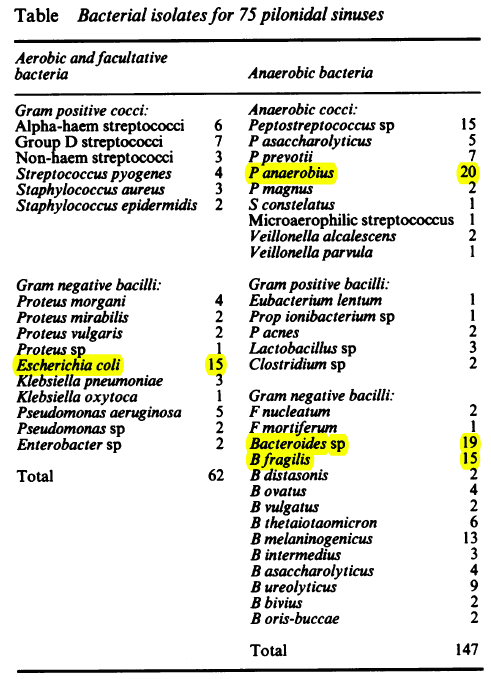 Table Bacterial isolates for 75 pilonidal sinuses
Aerobic and facultative
bacteria
Gram positive cocci:
Alpha-haem streptococci 6
Group D streptococci 7
Non-haem streptococci 3
Streptococcus pyogenes 4
Staphylococcus aureus 3
Staphylococcus epidermidis 2
Gram negative bacilli:
Proteus morgani 4
Proteus mirabilis 2
Proteus vulgaris 2
Proteus sp 1
Escherichia coli 15
Klebsiella pneumoniae 3
Klebsiella oxytoca 1
Pseudomonas aeruginosa 5
Pseudomonas sp 2
Enterobacter sp 2
Total 62
Anaerobic bacteria
Anaerobic cocci:
Peptostreptococcus sp 15
P asaccharolyticus 5
P prevotii 7
P anaerobius 20
P magnus 2
S constelatus 1
Microaerophilic streptococcus 1
Veillonella alcalescens 2
Veillonella parvula 1
Gram positive bacilli:
Eubacterium lentum 1
Prop ionibacterium sp 1
P acnes 2
Lactobacillus sp 3
Clostridium sp 2
Gram negative bacilli:
F nucleatum 2
F mortiferum 1
Bacteroides sp 19
B fragilis 15
B distasonis 2
B ovatus 4
B vulgatus 2
B thetaiotaomicron 6
B melaninogenicus 13
B intermedius 3
B asaccharolyticus 4
B ureolyticus 9
B bivius 2
B oris-buccae 2
Total 147